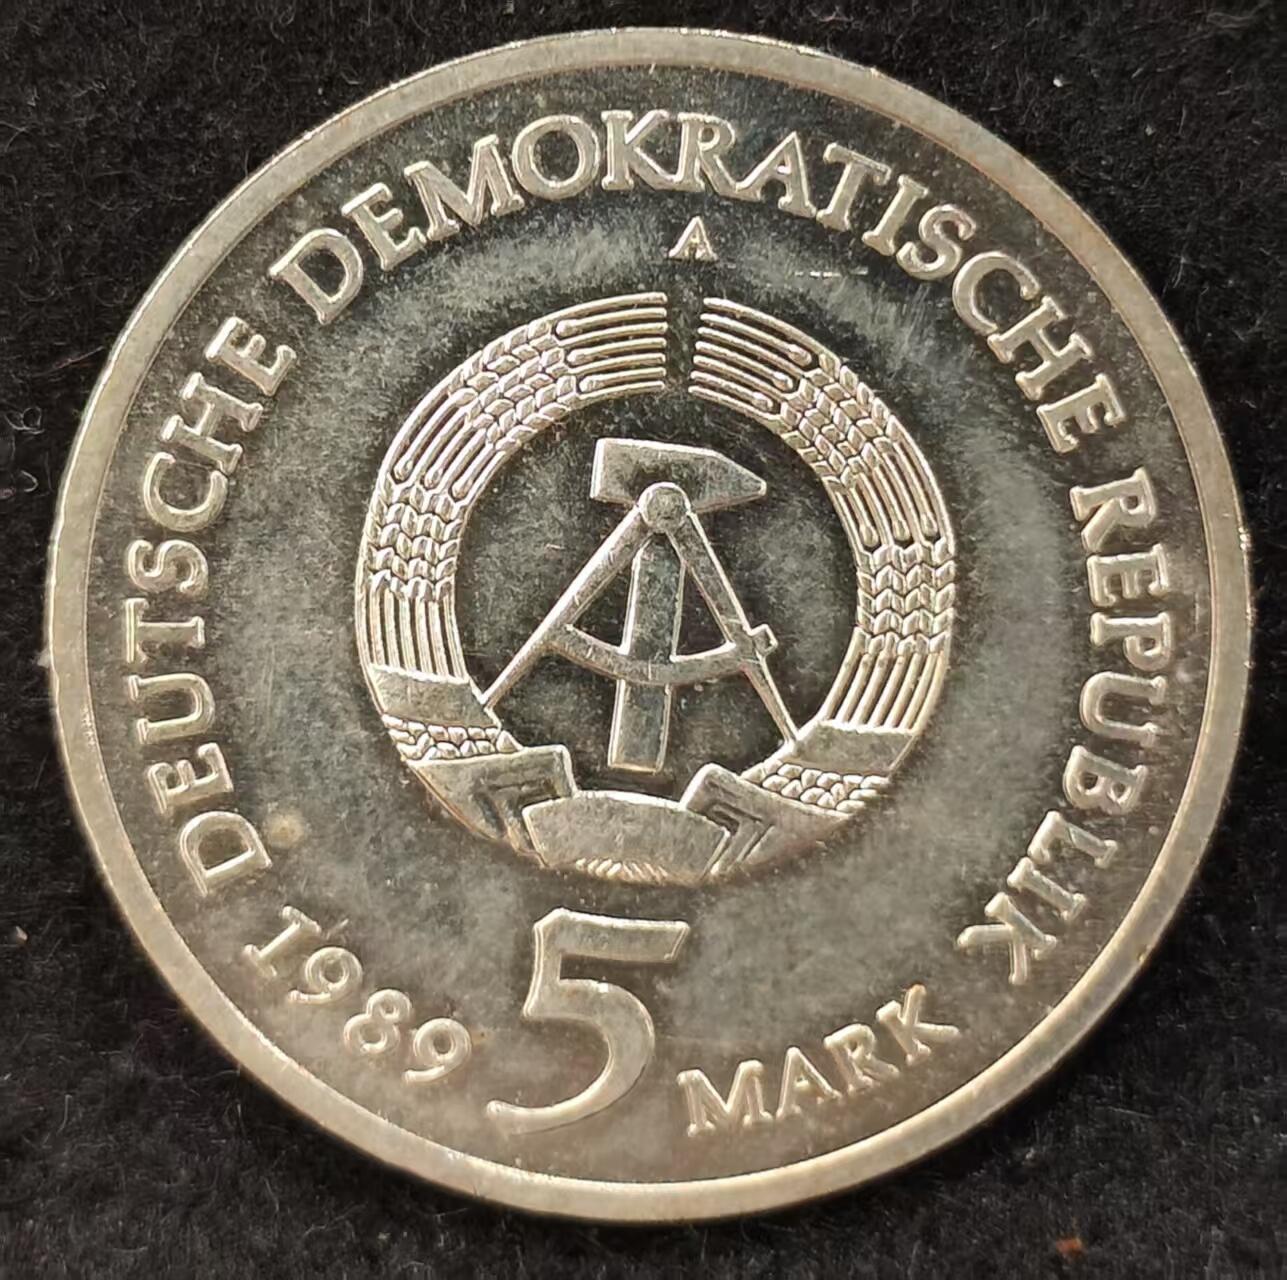 DEUTSCHE DEMOKRATISCHE REPUBLIK
A
1989
5
MARK